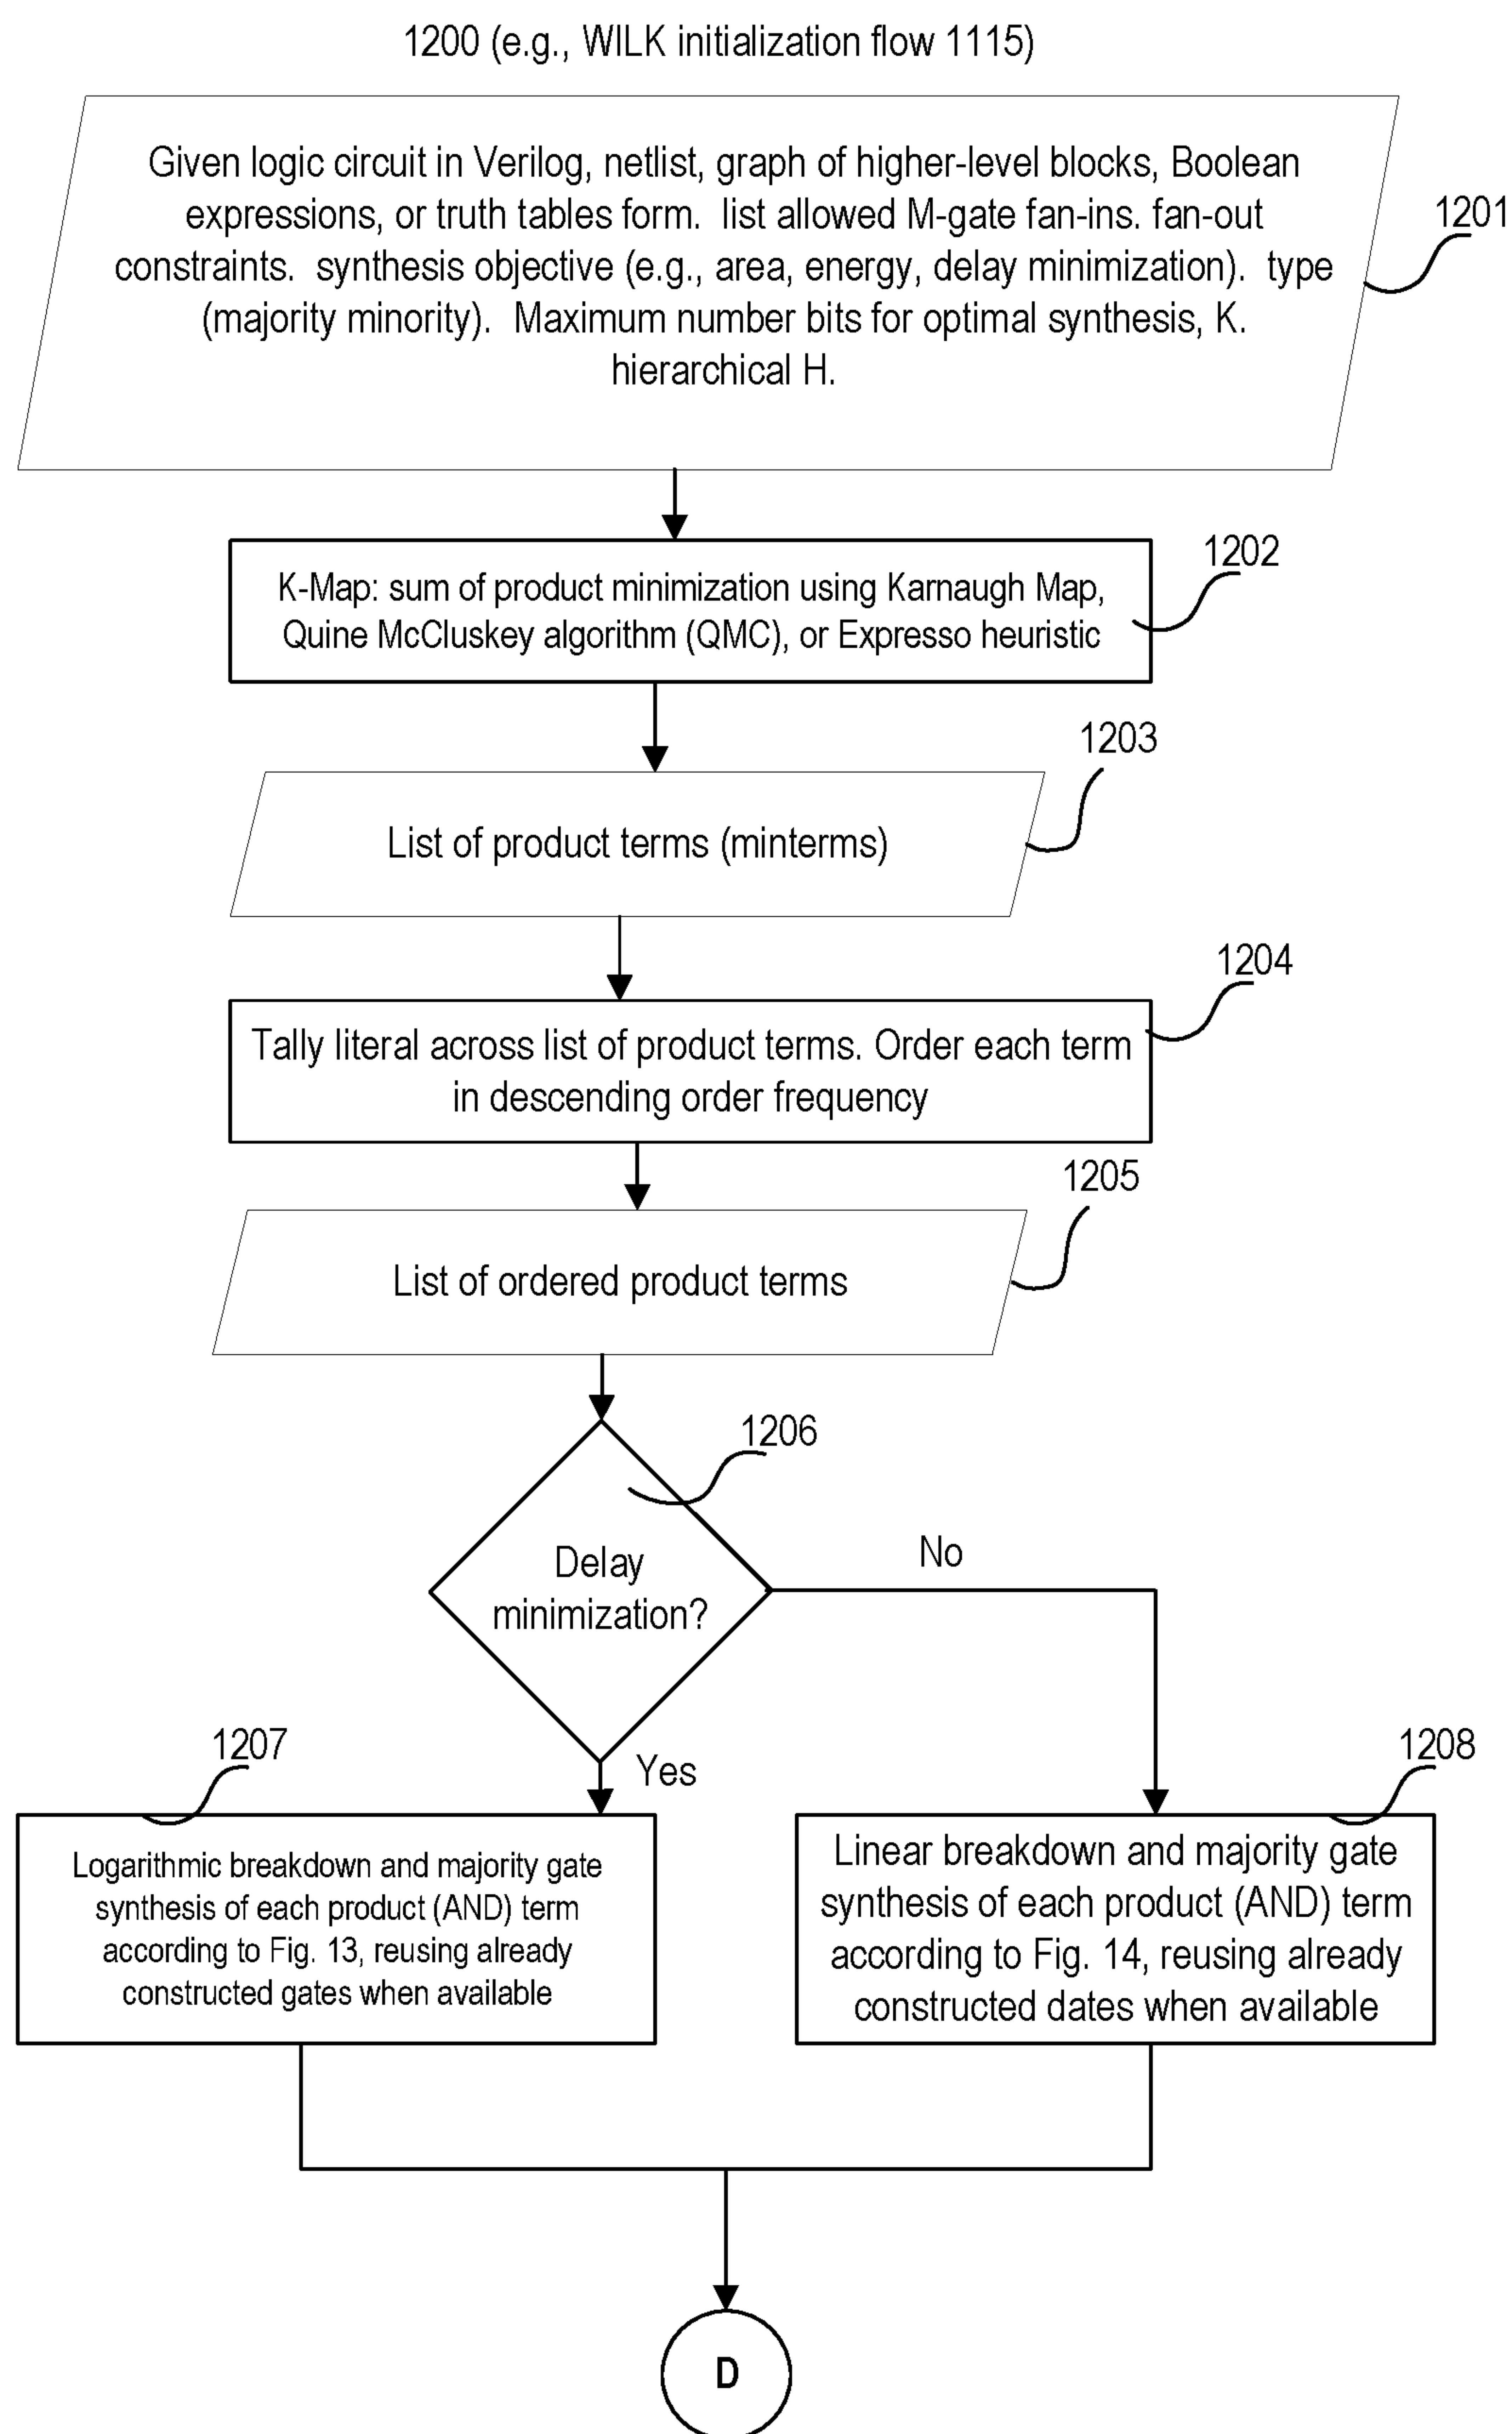 1200 (e.g., WILK initialization flow 1115)
Given logic circuit in Verilog, netlist, graph of higher-level blocks, Boolean
expressions, or truth tables form.  list allowed M-gate fan-ins. fan-out
constraints.  synthesis objective (e.g., area, energy, delay minimization).  type
(majority minority).  Maximum number bits for optimal synthesis, K.
hierarchical H.
1201
1202
K-Map: sum of product minimization using Karnaugh Map,
Quine McCluskey algorithm (QMC), or Expresso heuristic
1203
List of product terms (minterms)
1204
Tally literal across list of product terms. Order each term
in descending order frequency
1205
List of ordered product terms
1206
Delay
minimization?
No
Yes
1207
Logarithmic breakdown and majority gate
synthesis of each product (AND) term
according to Fig. 13, reusing already
constructed gates when available
1208
Linear breakdown and majority gate
synthesis of each product (AND) term
according to Fig. 14, reusing already
constructed dates when available
D